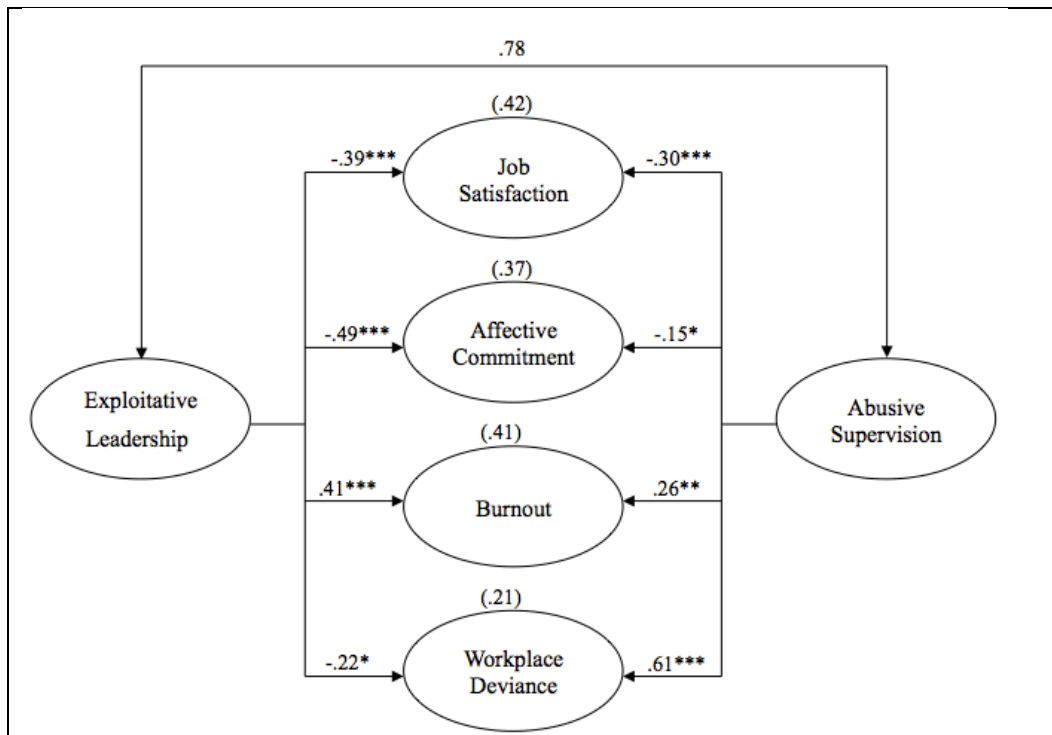 .78
(.42)
-.39***
Job
Satisfaction
-.30***
(.37)
-.49***
Affective
Commitment
-.15*
Exploitative
Leadership
Abusive
Supervision
(.41)
.41***
Burnout
.26**
(.21)
-.22*
Workplace
Deviance
.61***